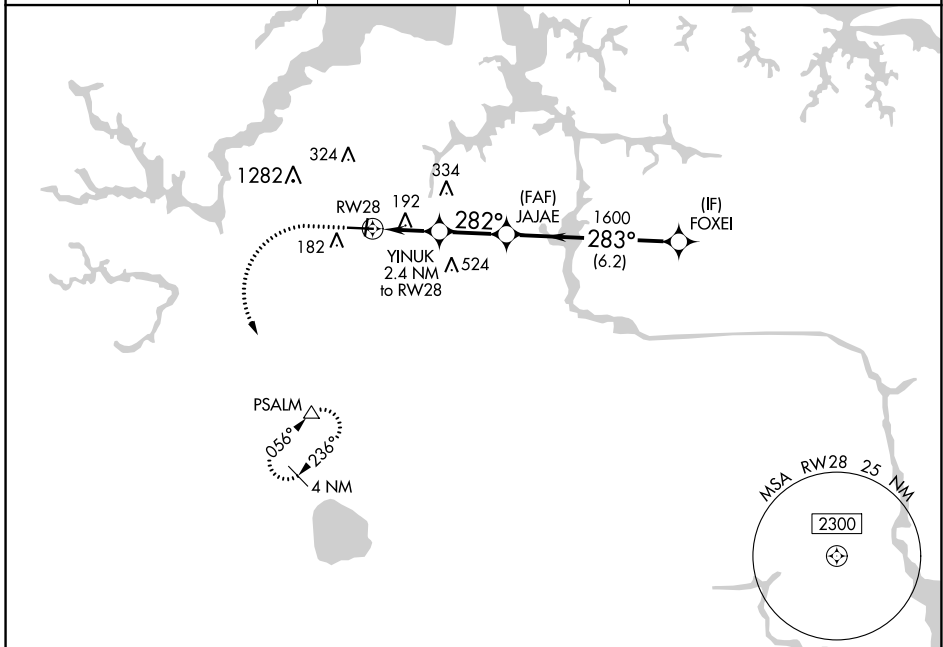 324
1282
334
(FAF)
JAJAE
(IF)
FOXEI
RW28
192
282°
1600
283°
(6.2)
182
YINUK
2.4 NM
to RW28
524
PSALM
056°
236°
4 NM
MSA RW28 25 NM
2300